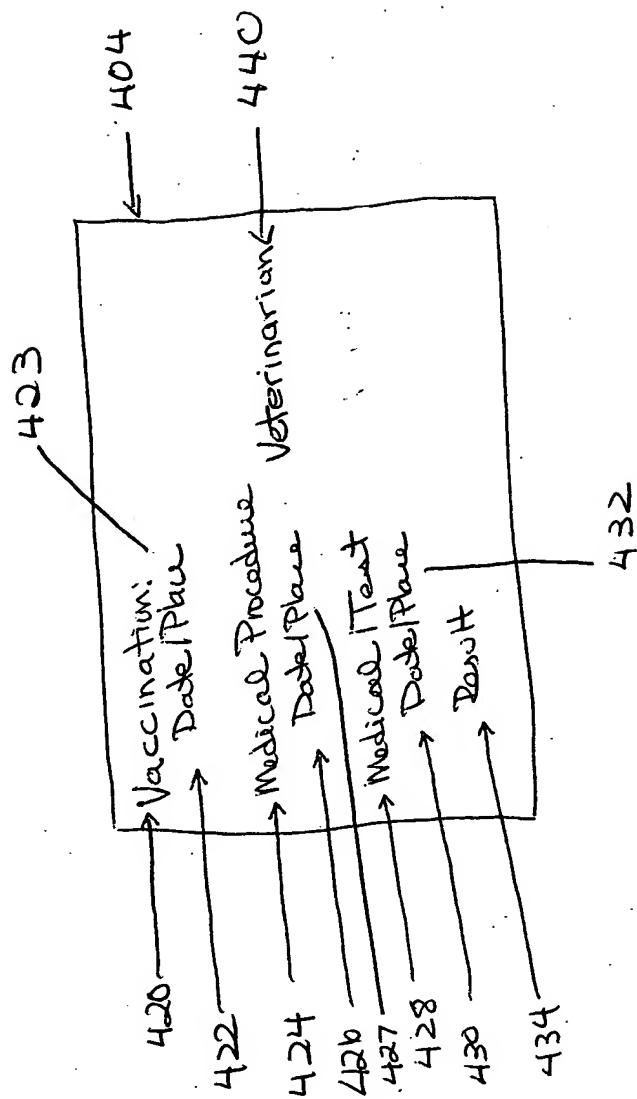 423
404
440
Vaccination:
Date/Place
Medical Procedure
Date/Place
Veterinarian
Medical /Test
Date/Place
Result
420
422
424
426
427
428
430
434
432